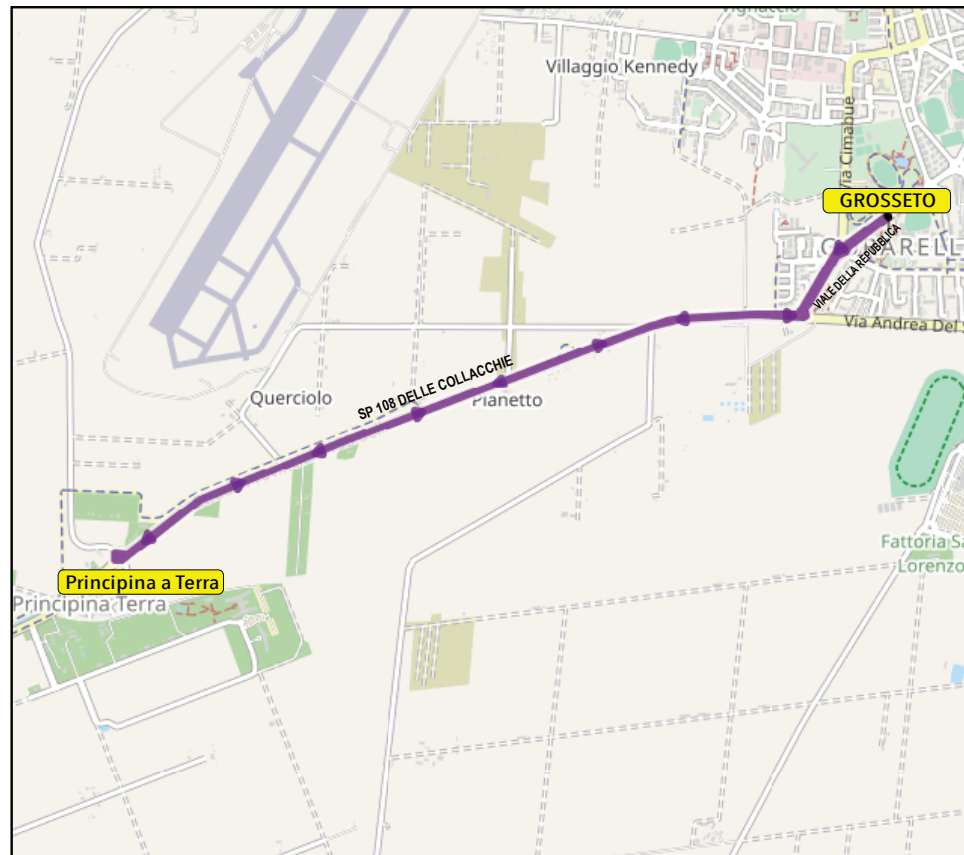 Vignaccio
Villaggio Kennedy
Via Cimabue
GROSSETO
VIALE DELLA REPUBBLICA
Via Andrea Del
SP 108 DELLE COLLACCHIE
Querciolo
Pianetto
Fattoria Sa
Lorenzo
Principina a Terra
Principina Terra